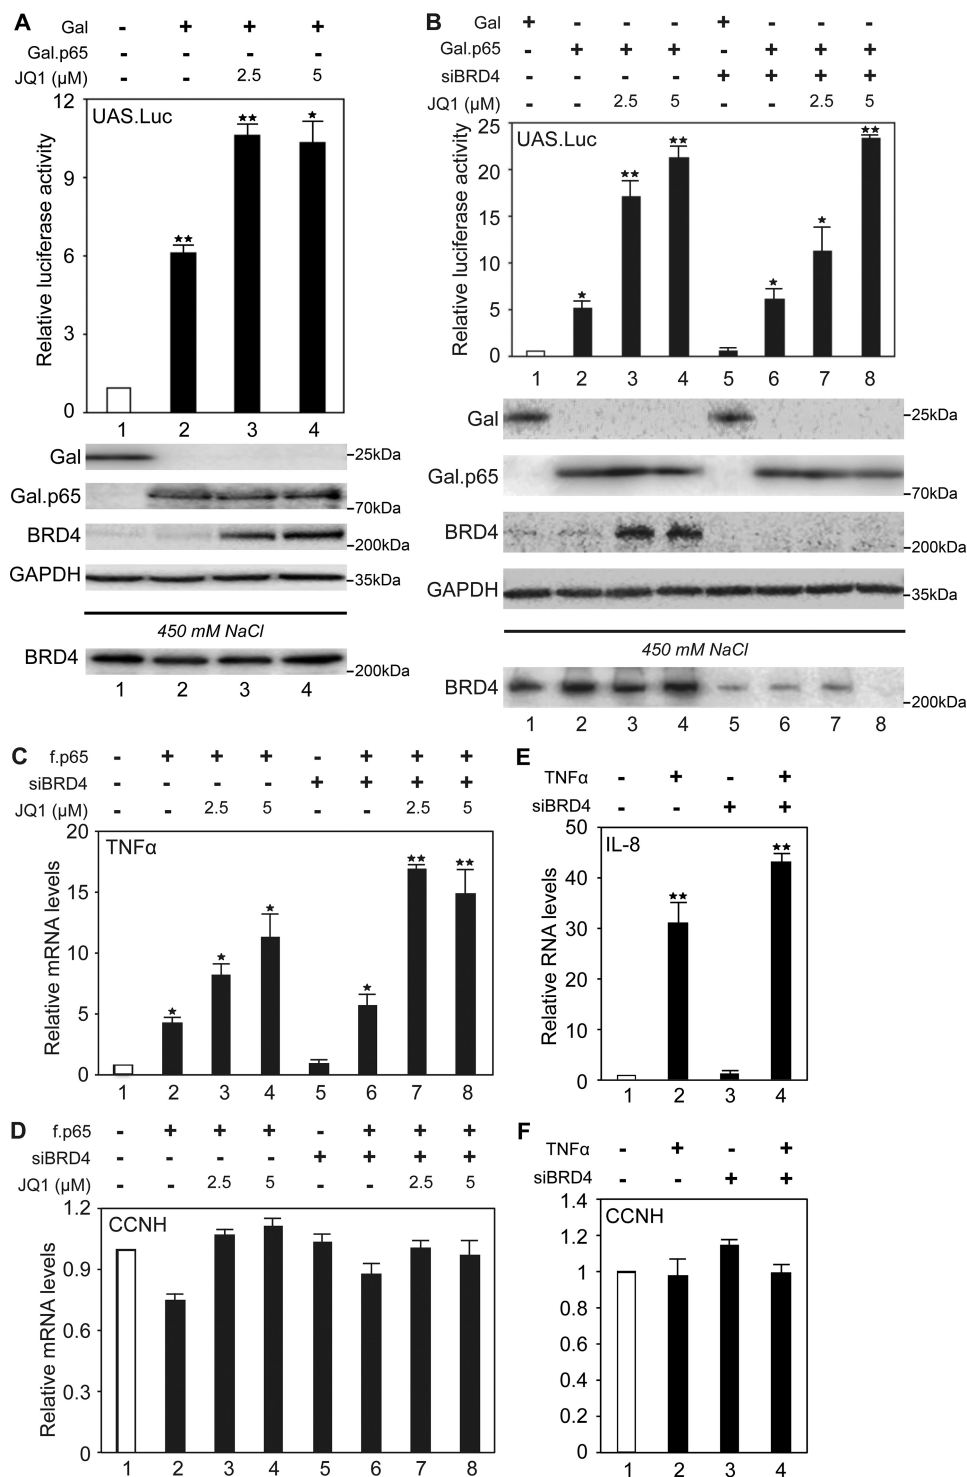 A
Gal - + + +
Gal.p65 - - - -
JQ1 (µM) - - 2.5 5
UAS.Luc
Relative luciferase activity
12
9
6
3
0
★★ ★★ ★
1 2 3 4
Gal -25kDa
Gal.p65 -70kDa
BRD4 -200kDa
GAPDH -35kDa
450 mM NaCl
BRD4 -200kDa
1 2 3 4
B
Gal + - - - + - - -
Gal.p65 - + + + - + + +
siBRD4 - - - - + + + +
JQ1 (µM) - - 2.5 5 - - 2.5 5
UAS.Luc
Relative luciferase activity
25
20
15
10
5
0
★ ★★ ★★ ★ ★ ★★
1 2 3 4 5 6 7 8
Gal -25kDa
Gal.p65 -70kDa
BRD4 -200kDa
GAPDH -35kDa
450 mM NaCl
BRD4 -200kDa
1 2 3 4 5 6 7 8
C
f.p65 - + + + - + + +
siBRD4 - - - - + + + +
JQ1 (µM) - - 2.5 5 - - 2.5 5
TNFα
Relative mRNA levels
20
15
10
5
0
★ ★ ★ ★ ★★ ★★
1 2 3 4 5 6 7 8
E
TNFα - + - +
siBRD4 - - + +
IL-8
Relative RNA levels
50
40
30
20
10
0
★★ ★★
1 2 3 4
D
f.p65 - + + + - + + +
siBRD4 - - - - + + + +
JQ1 (µM) - - 2.5 5 - - 2.5 5
CCNH
Relative mRNA levels
1.2
0.9
0.6
0.3
0
1 2 3 4 5 6 7 8
F
TNFα - + - +
siBRD4 - - + +
CCNH
1.4
1.2
1
0.8
0.6
0.4
0.2
0
1 2 3 4